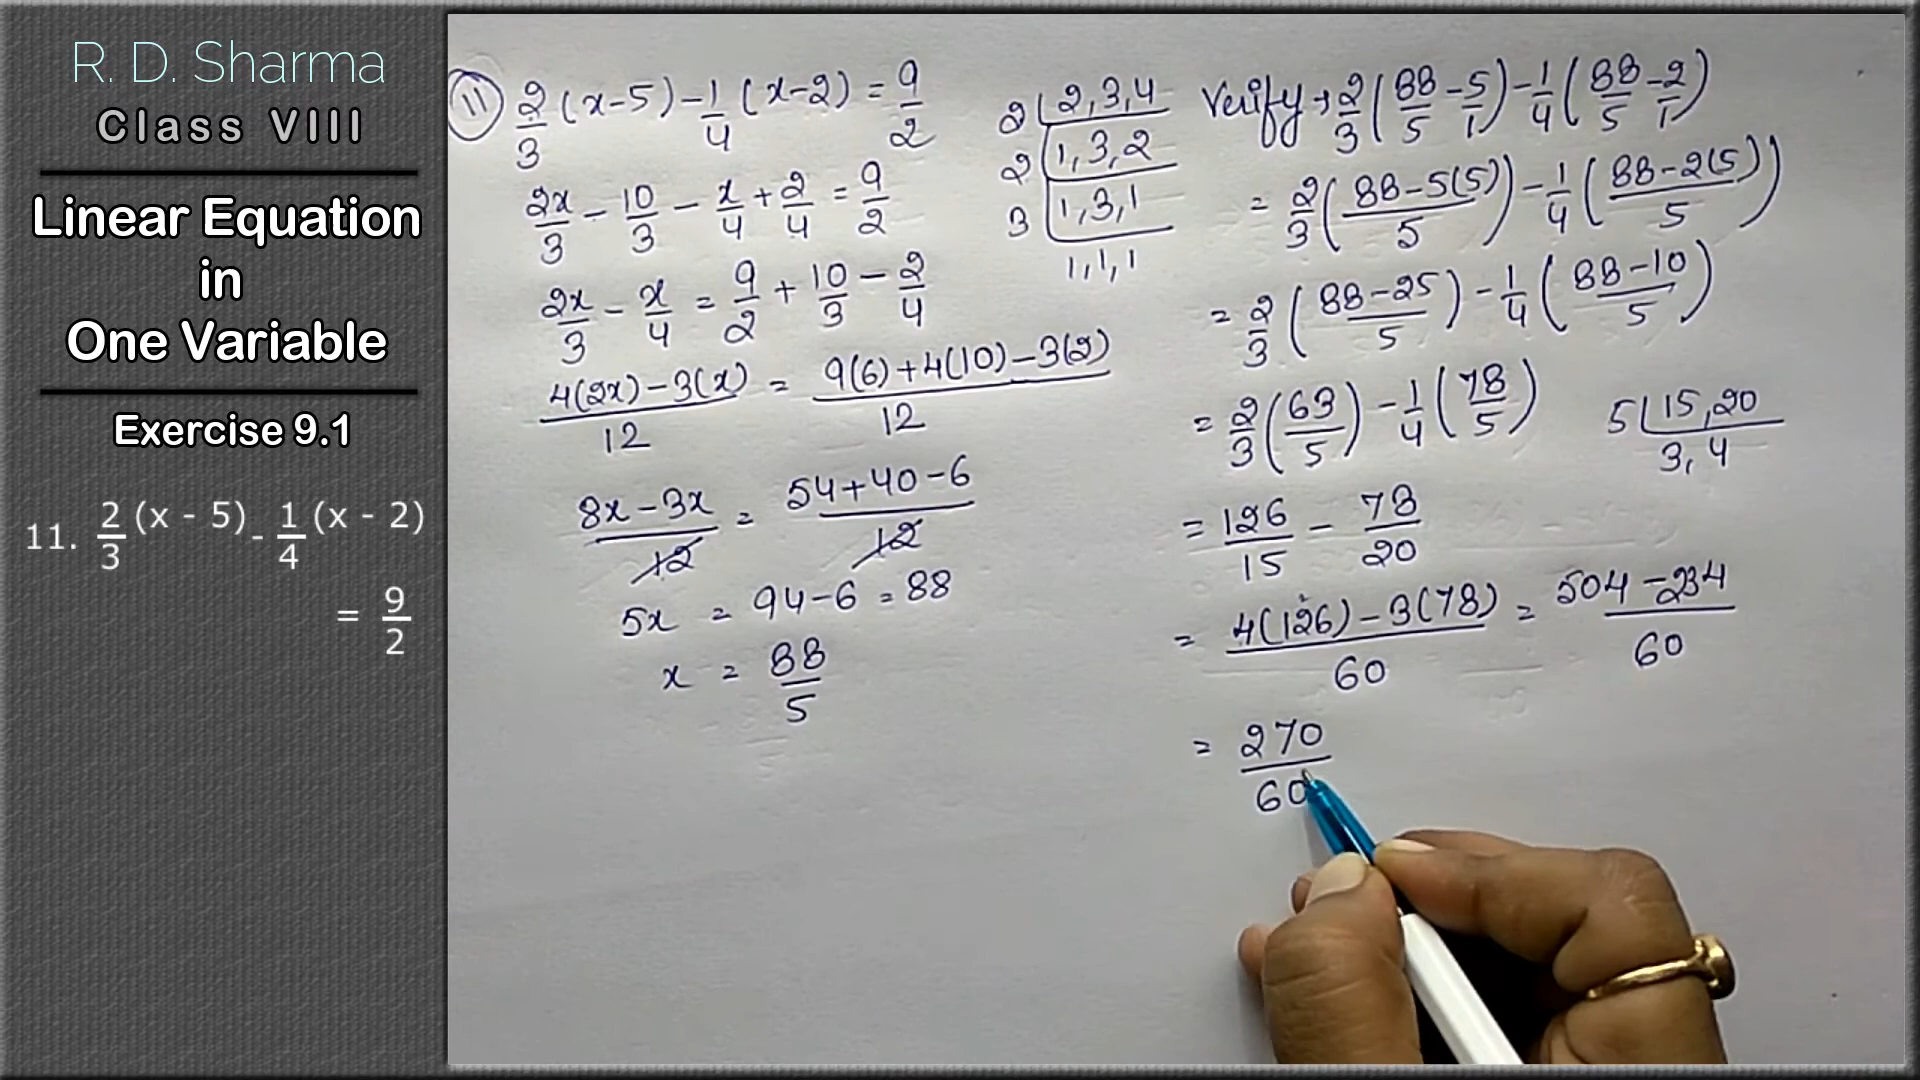 R. D. Sharma
Class VIII
Linear Equation
in
One Variable
Exercise 9.1
11. 2/3 (x - 5) - 1/4 (x - 2)
= 9/2
(11) 2/3 (x-5) - 1/4 (x-2) = 9/2
2x/3 - 10/3 - x/4 + 2/4 = 9/2
2x/3 - x/4 = 9/2 + 10/3 - 2/4
4(2x)-3(x)/12 = 9(6)+4(10)-3(2)/12
8x-3x/12 = 54+40-6/12
5x = 94-6 = 88
x = 88/5
2 | 2, 3, 4
2 | 1, 3, 2
3 | 1, 3, 1
1, 1, 1
Verify → 2/3 (88/5 - 5/1) - 1/4 (88/5 - 2/1)
= 2/3 (88-5(5)/5) - 1/4 (88-2(5)/5)
= 2/3 (88-25/5) - 1/4 (88-10/5)
= 2/3 (63/5) - 1/4 (78/5)
5 | 15, 20
3, 4
= 126/15 - 78/20
= 4(126)-3(78)/60 = 504-234/60
= 270/60